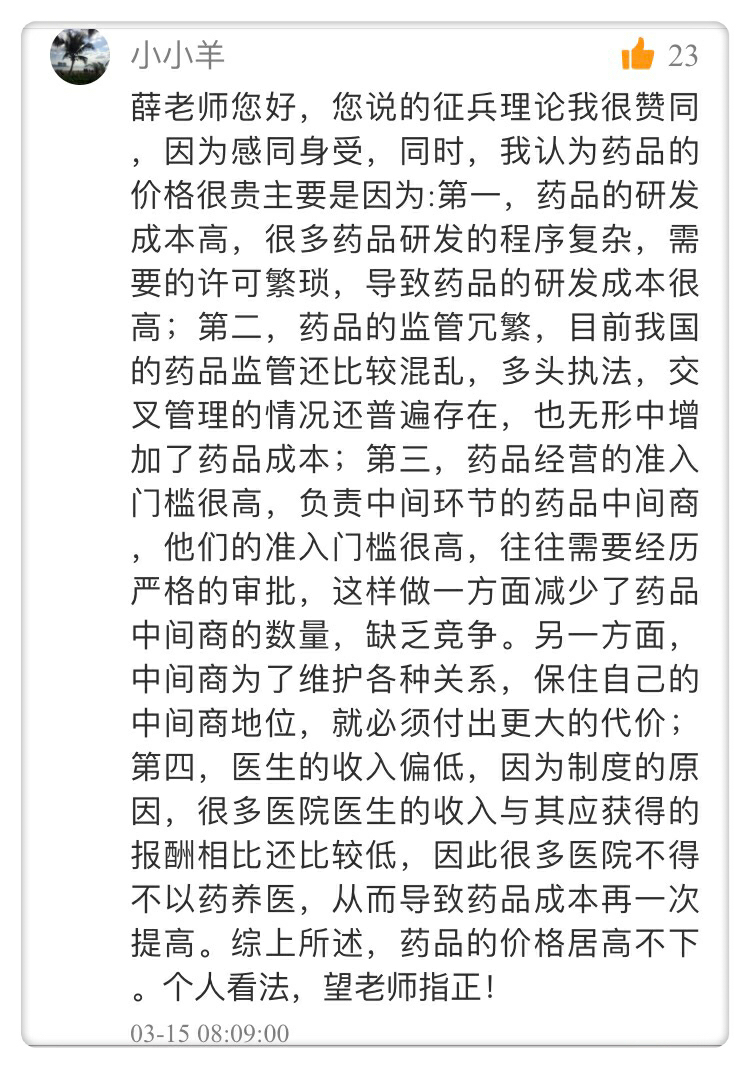 小小羊 23
薛老师您好，您说的征兵理论我很赞同
，因为感同身受，同时，我认为药品的
价格很贵主要是因为:第一，药品的研发
成本高，很多药品研发的程序复杂，需
要的许可繁琐，导致药品的研发成本很
高；第二，药品的监管冗繁，目前我国
的药品监管还比较混乱，多头执法，交
叉管理的情况还普遍存在，也无形中增
加了药品成本；第三，药品经营的准入
门槛很高，负责中间环节的药品中间商
，他们的准入门槛很高，往往需要经历
严格的审批，这样做一方面减少了药品
中间商的数量，缺乏竞争。另一方面，
中间商为了维护各种关系，保住自己的
中间商地位，就必须付出更大的代价；
第四，医生的收入偏低，因为制度的原
因，很多医院医生的收入与其应获得的
报酬相比还比较低，因此很多医院不得
不以药养医，从而导致药品成本再一次
提高。综上所述，药品的价格居高不下
。个人看法，望老师指正！
03-15 08:09:00